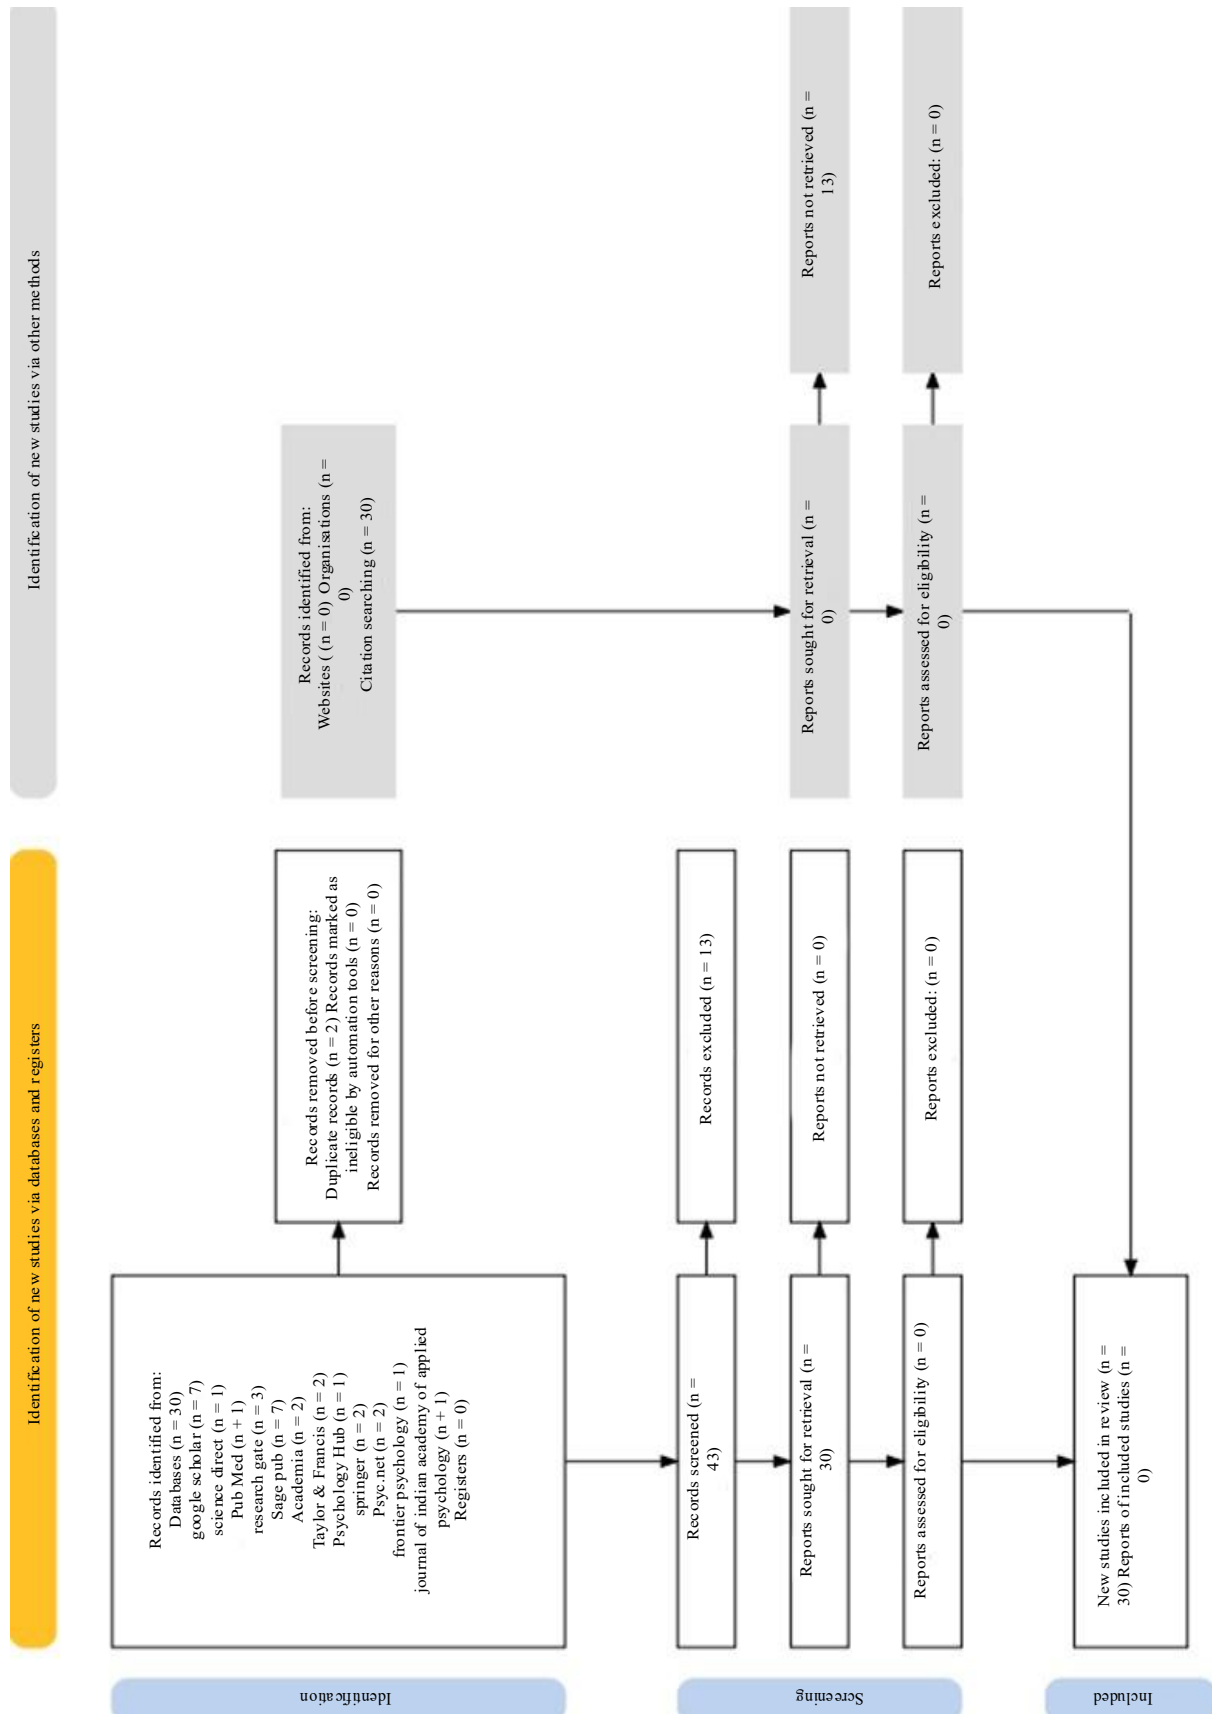 Identification of new studies via databases and registers
Identification of new studies via other methods
Identification
Records identified from:
Databases (n = 30)
google scholar (n = 7)
science direct (n = 1)
Pub Med (n + 1)
research gate (n = 3)
Sage pub (n = 7)
Academia (n = 2)
Taylor & Francis (n = 2)
Psychology Hub (n = 1)
springer (n = 2)
Psyc.net (n = 2)
frontier psychology (n = 1)
journal of indian academy of applied
psychology (n + 1)
Registers (n = 0)
Records removed before screening:
Duplicate records (n = 2) Records marked as
ineligible by automation tools (n = 0)
Records removed for other reasons (n = 0)
Records identified from:
Websites ( (n = 0) Organisations (n =
0)
Citation searching (n = 30)
Screening
Records screened (n =
43)
Records excluded (n = 13)
Reports sought for retrieval (n =
30)
Reports not retrieved (n = 0)
Reports sought for retrieval (n =
0)
Reports not retrieved (n =
13)
Reports assessed for eligibility (n = 0)
Reports excluded: (n = 0)
Reports assessed for eligibility (n =
0)
Reports excluded: (n = 0)
Included
New studies included in review (n =
30) Reports of included studies (n =
0)